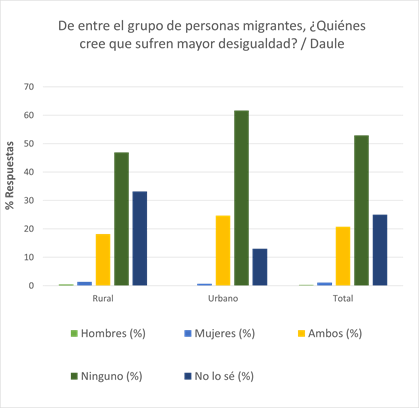 De entre el grupo de personas migrantes, ¿Quiénes
cree que sufren mayor desigualdad? / Daule
% Respuestas
70
60
50
40
30
20
10
0
Rural Urbano Total
Hombres (%) Mujeres (%) Ambos (%)
Ninguno (%) No lo sé (%)